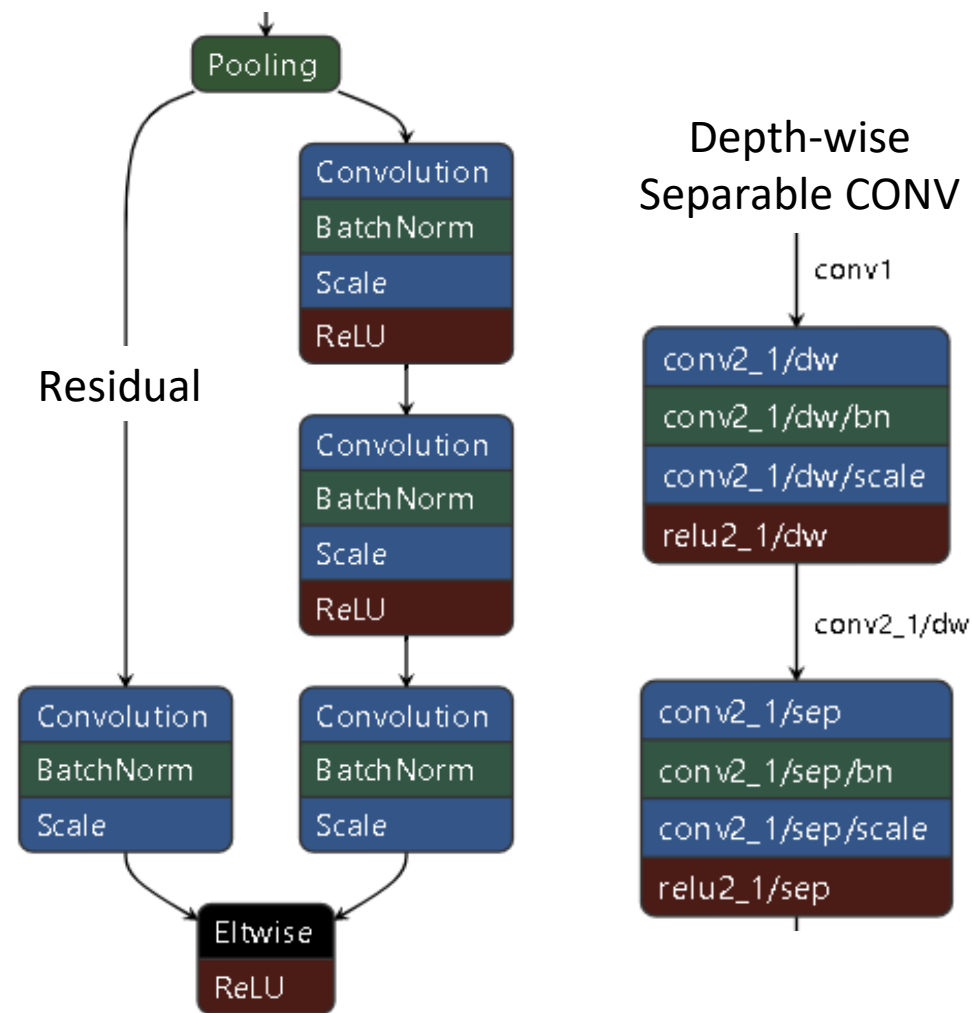 Pooling
Convolution
BatchNorm
Scale
ReLU
Residual
Convolution
BatchNorm
Scale
ReLU
Convolution
BatchNorm
Scale
Convolution
BatchNorm
Scale
Eltwise
ReLU
Depth-wise
Separable CONV
conv1
conv2_1/dw
conv2_1/dw/bn
conv2_1/dw/scale
relu2_1/dw
conv2_1/dw
conv2_1/sep
conv2_1/sep/bn
conv2_1/sep/scale
relu2_1/sep